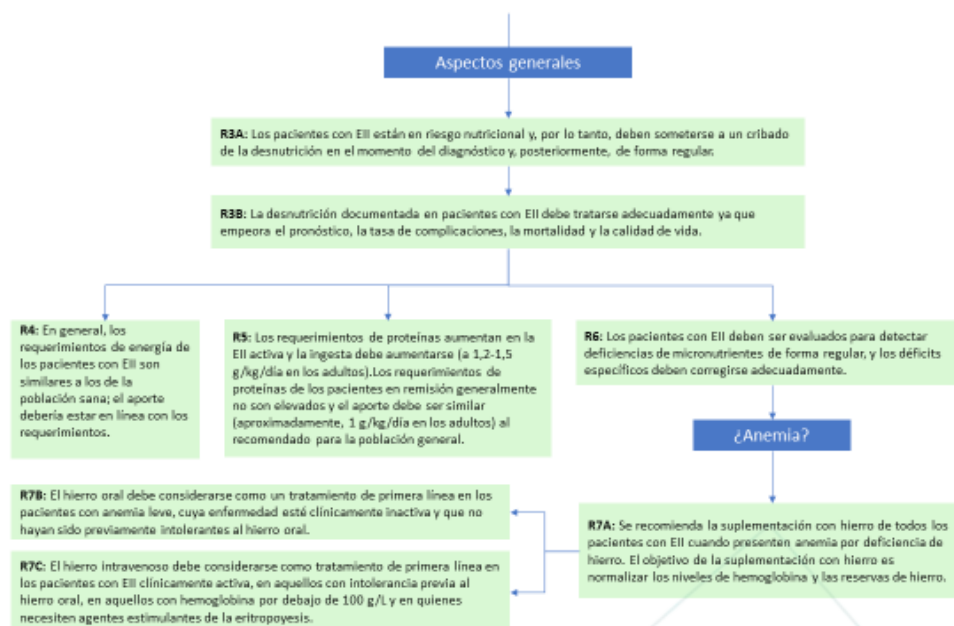 Aspectos generales
R3A: Los pacientes con EII están en riesgo nutricional y, por lo tanto, deben someterse a un cribado
de la desnutrición en el momento del diagnóstico y, posteriormente, de forma regular.
R3B: La desnutrición documentada en pacientes con EII debe tratarse adecuadamente ya que
empeora el pronóstico, la tasa de complicaciones, la mortalidad y la calidad de vida.
R4: En general, los
requerimientos de energía de
los pacientes con EII son
similares a los de la
población sana; el aporte
debería estar en línea con los
requerimientos.
R5: Los requerimientos de proteínas aumentan en la
EII activa y la ingesta debe aumentarse (a 1,2-1,5
g/kg/día en los adultos).Los requerimientos de
proteínas de los pacientes en remisión generalmente
no son elevados y el aporte debe ser similar
(aproximadamente, 1 g/kg/día en los adultos) al
recomendado para la población general.
R6: Los pacientes con EII deben ser evaluados para detectar
deficiencias de micronutrientes de forma regular, y los déficits
específicos deben corregirse adecuadamente.
¿Anemia?
R7B: El hierro oral debe considerarse como un tratamiento de primera línea en los
pacientes con anemia leve, cuya enfermedad esté clínicamente inactiva y que no
hayan sido previamente intolerantes al hierro oral.
R7A: Se recomienda la suplementación con hierro de todos los
pacientes con EII cuando presenten anemia por deficiencia de
hierro. El objetivo de la suplementación con hierro es
normalizar los niveles de hemoglobina y las reservas de hierro.
R7C: El hierro intravenoso debe considerarse como tratamiento de primera línea
en los pacientes con EII clínicamente activa, en aquellos con intolerancia previa al
hierro oral, en aquellos con hemoglobina por debajo de 100 g/L y en quienes
necesiten agentes estimulantes de la eritropoyesis.